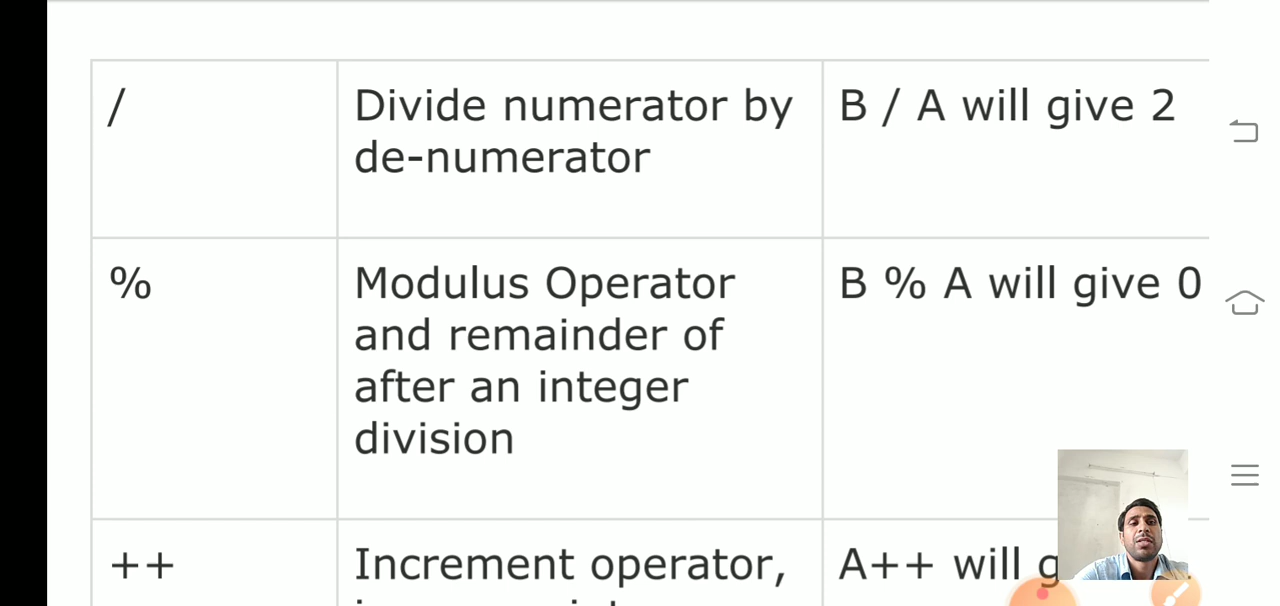 /
Divide numerator by
de-numerator
B / A will give 2
%
Modulus Operator
and remainder of
after an integer
division
B % A will give 0
++
Increment operator,
A++ will g